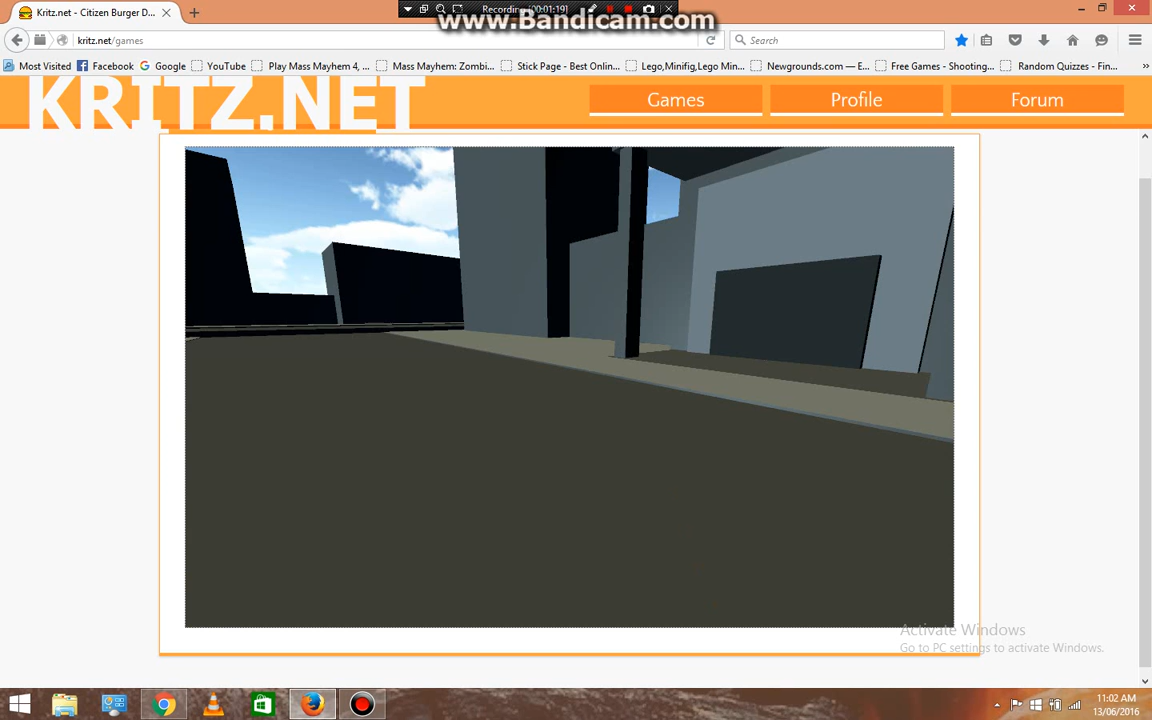 Kritz.net - Citizen Burger D...
Recording [00:01:19]
www.Bandicam.com
kritz.net/games
Search
Most Visited
Facebook
Google
YouTube
Play Mass Mayhem 4, ...
Mass Mayhem: Zombi...
Stick Page - Best Onlin...
Lego,Minifig,Lego Min...
Newgrounds.com — E...
Free Games - Shooting...
Random Quizzes - Fin...
KRITZ.NET
Games
Profile
Forum
Activate Windows
Go to PC settings to activate Windows.
11:02 AM
13/06/2016